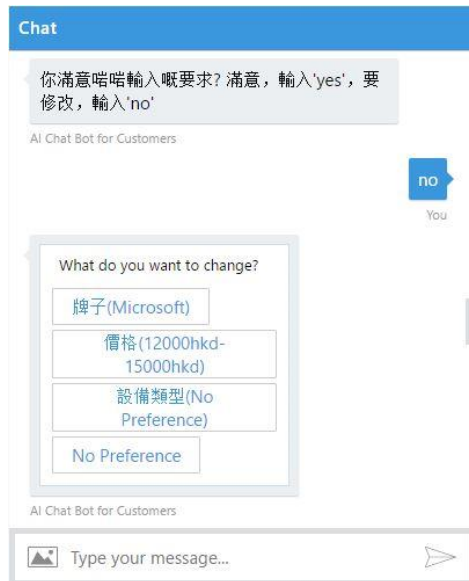 Chat
你滿意啱啱輸入嘅要求? 滿意，輸入'yes'，要
修改，輸入'no'
AI Chat Bot for Customers
no
You
What do you want to change?
牌子(Microsoft)
價格(12000hkd-
15000hkd)
設備類型(No
Preference)
No Preference
AI Chat Bot for Customers
Type your message...